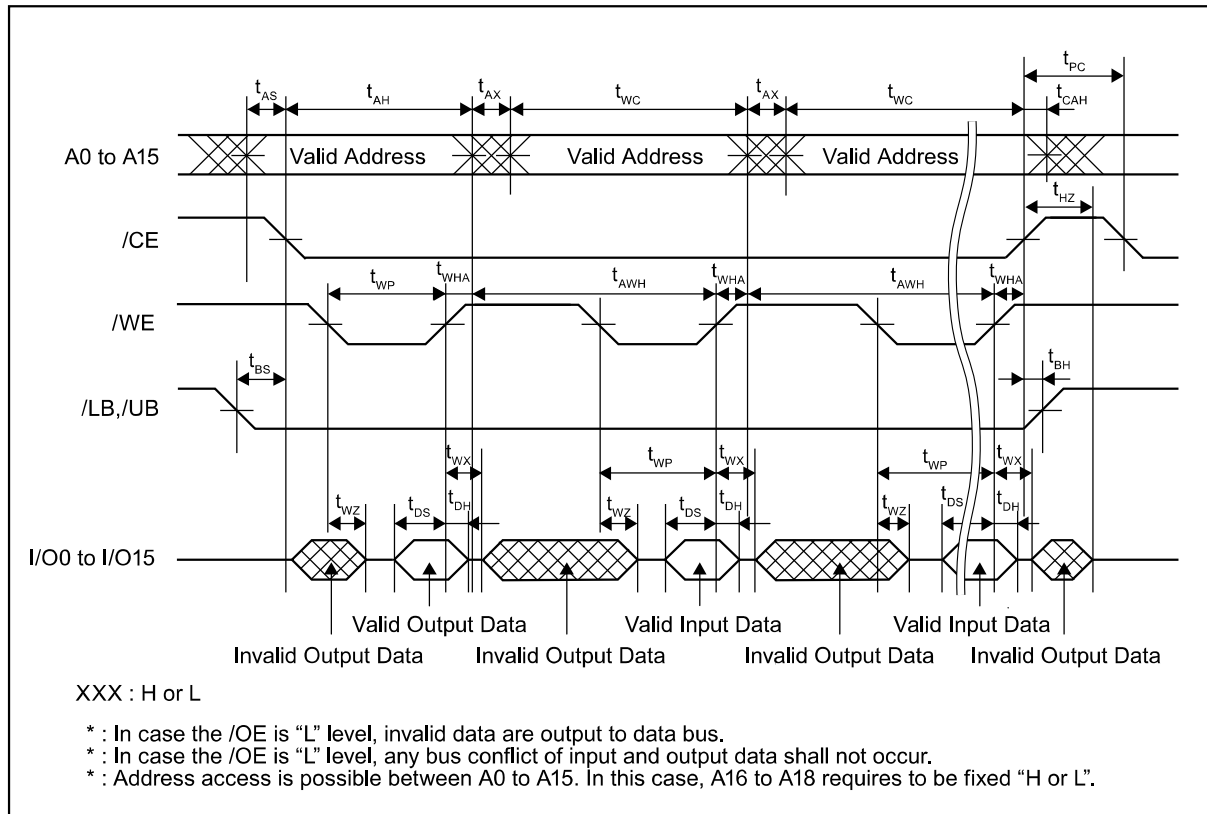 tPC
tAS tAH tAX tWC tAX tWC tCAH
A0 to A15 Valid Address Valid Address Valid Address
tHZ
/CE
tWP tWHA tAWH tWHA tAWH tWHA
/WE
tBS tBH
/LB,/UB
tWX tWP tWX tWP tWX
tWZ tDS tDH tWZ tDS tDH tWZ tDS tDH
I/O0 to I/O15
Valid Output Data Valid Input Data Valid Input Data
Invalid Output Data Invalid Output Data Invalid Output Data Invalid Output Data
XXX : H or L
* : In case the /OE is “L” level, invalid data are output to data bus.
* : In case the /OE is “L” level, any bus conflict of input and output data shall not occur.
* : Address access is possible between A0 to A15. In this case, A16 to A18 requires to be fixed “H or L”.